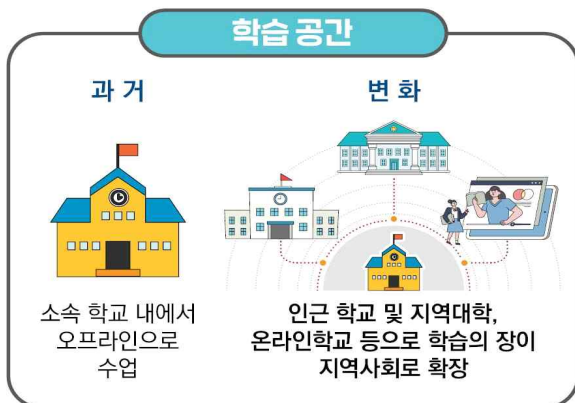 학습 공간
과 거
변 화
소속 학교 내에서
오프라인으로
수업
인근 학교 및 지역대학,
온라인학교 등으로 학습의 장이
지역사회로 확장